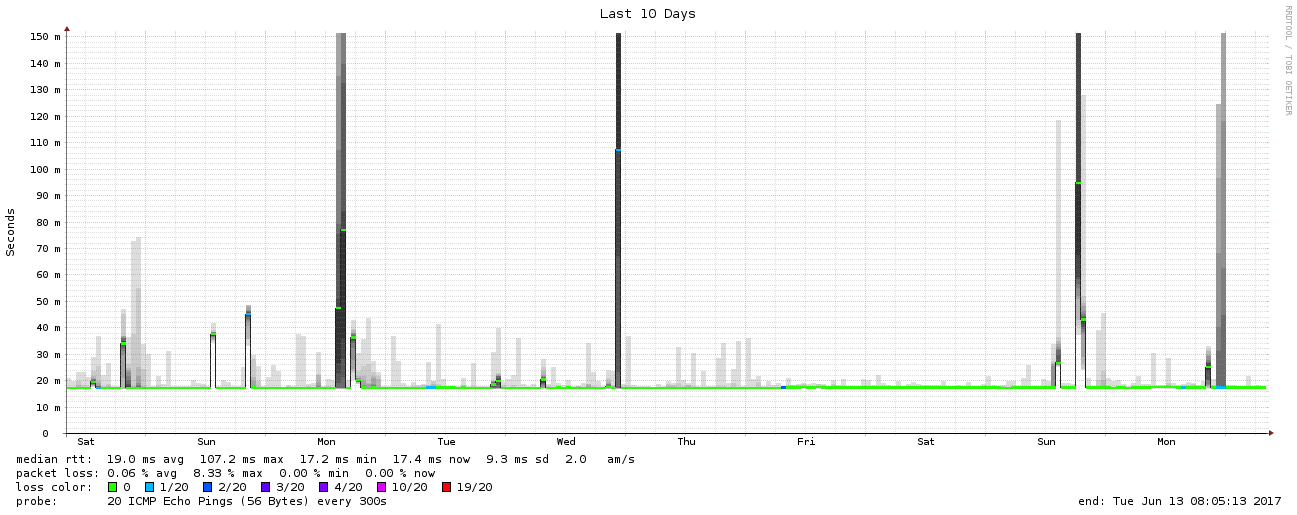 Last 10 Days
RRDTOOL / TOBI OETIKER
Seconds
150 m
140 m
130 m
120 m
110 m
100 m
90 m
80 m
70 m
60 m
50 m
40 m
30 m
20 m
10 m
0
Sat Sun Mon Tue Wed Thu Fri Sat Sun Mon
median rtt: 19.0 ms avg 107.2 ms max 17.2 ms min 17.4 ms now 9.3 ms sd 2.0 am/s
packet loss: 0.06 % avg 8.33 % max 0.00 % min 0.00 % now
loss color: 0 1/20 2/20 3/20 4/20 10/20 19/20
probe: 20 ICMP Echo Pings (56 Bytes) every 300s end: Tue Jun 13 08:05:13 2017